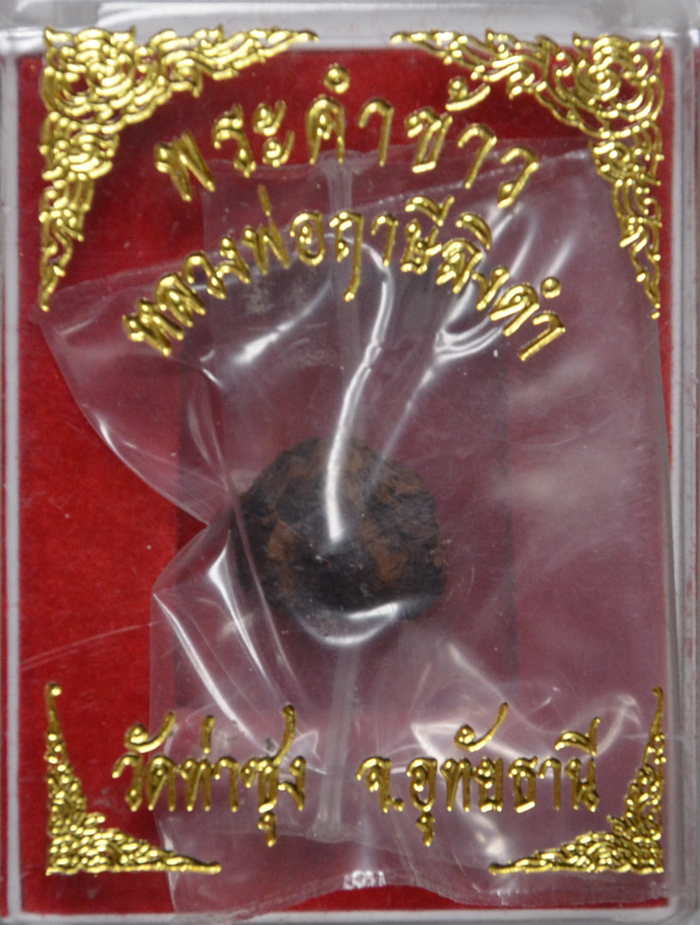 พระคำข้าว
หลวงพ่อฤาษีลิงดำ
วัดท่าซุง จ.อุทัยธานี